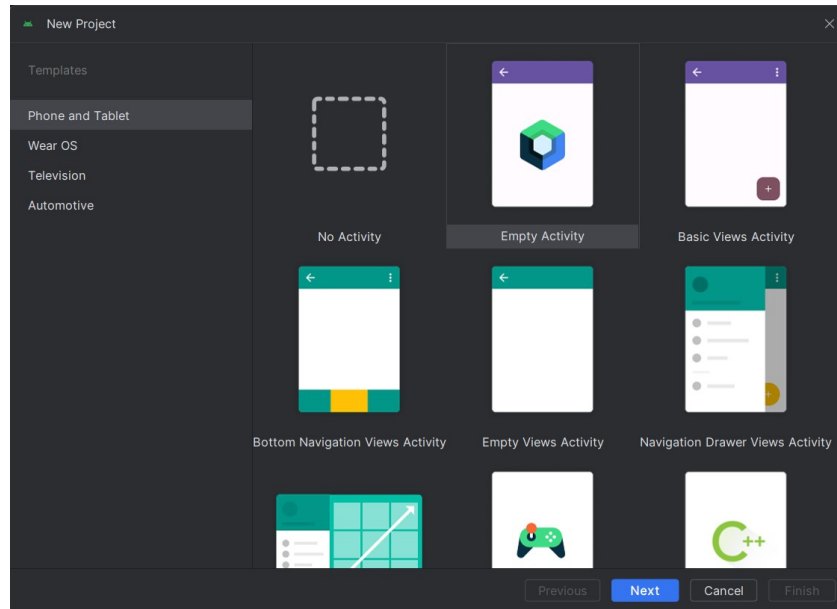 New Project
Templates
Phone and Tablet
Wear OS
Television
Automotive
No Activity
Empty Activity
Basic Views Activity
Bottom Navigation Views Activity
Empty Views Activity
Navigation Drawer Views Activity
C++
Previous
Next
Cancel
Finish